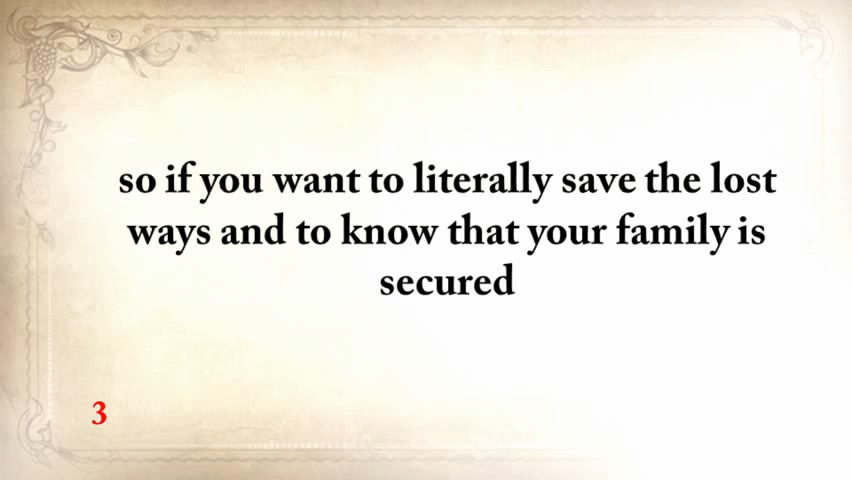 so if you want to literally save the lost
ways and to know that your family is
secured
3